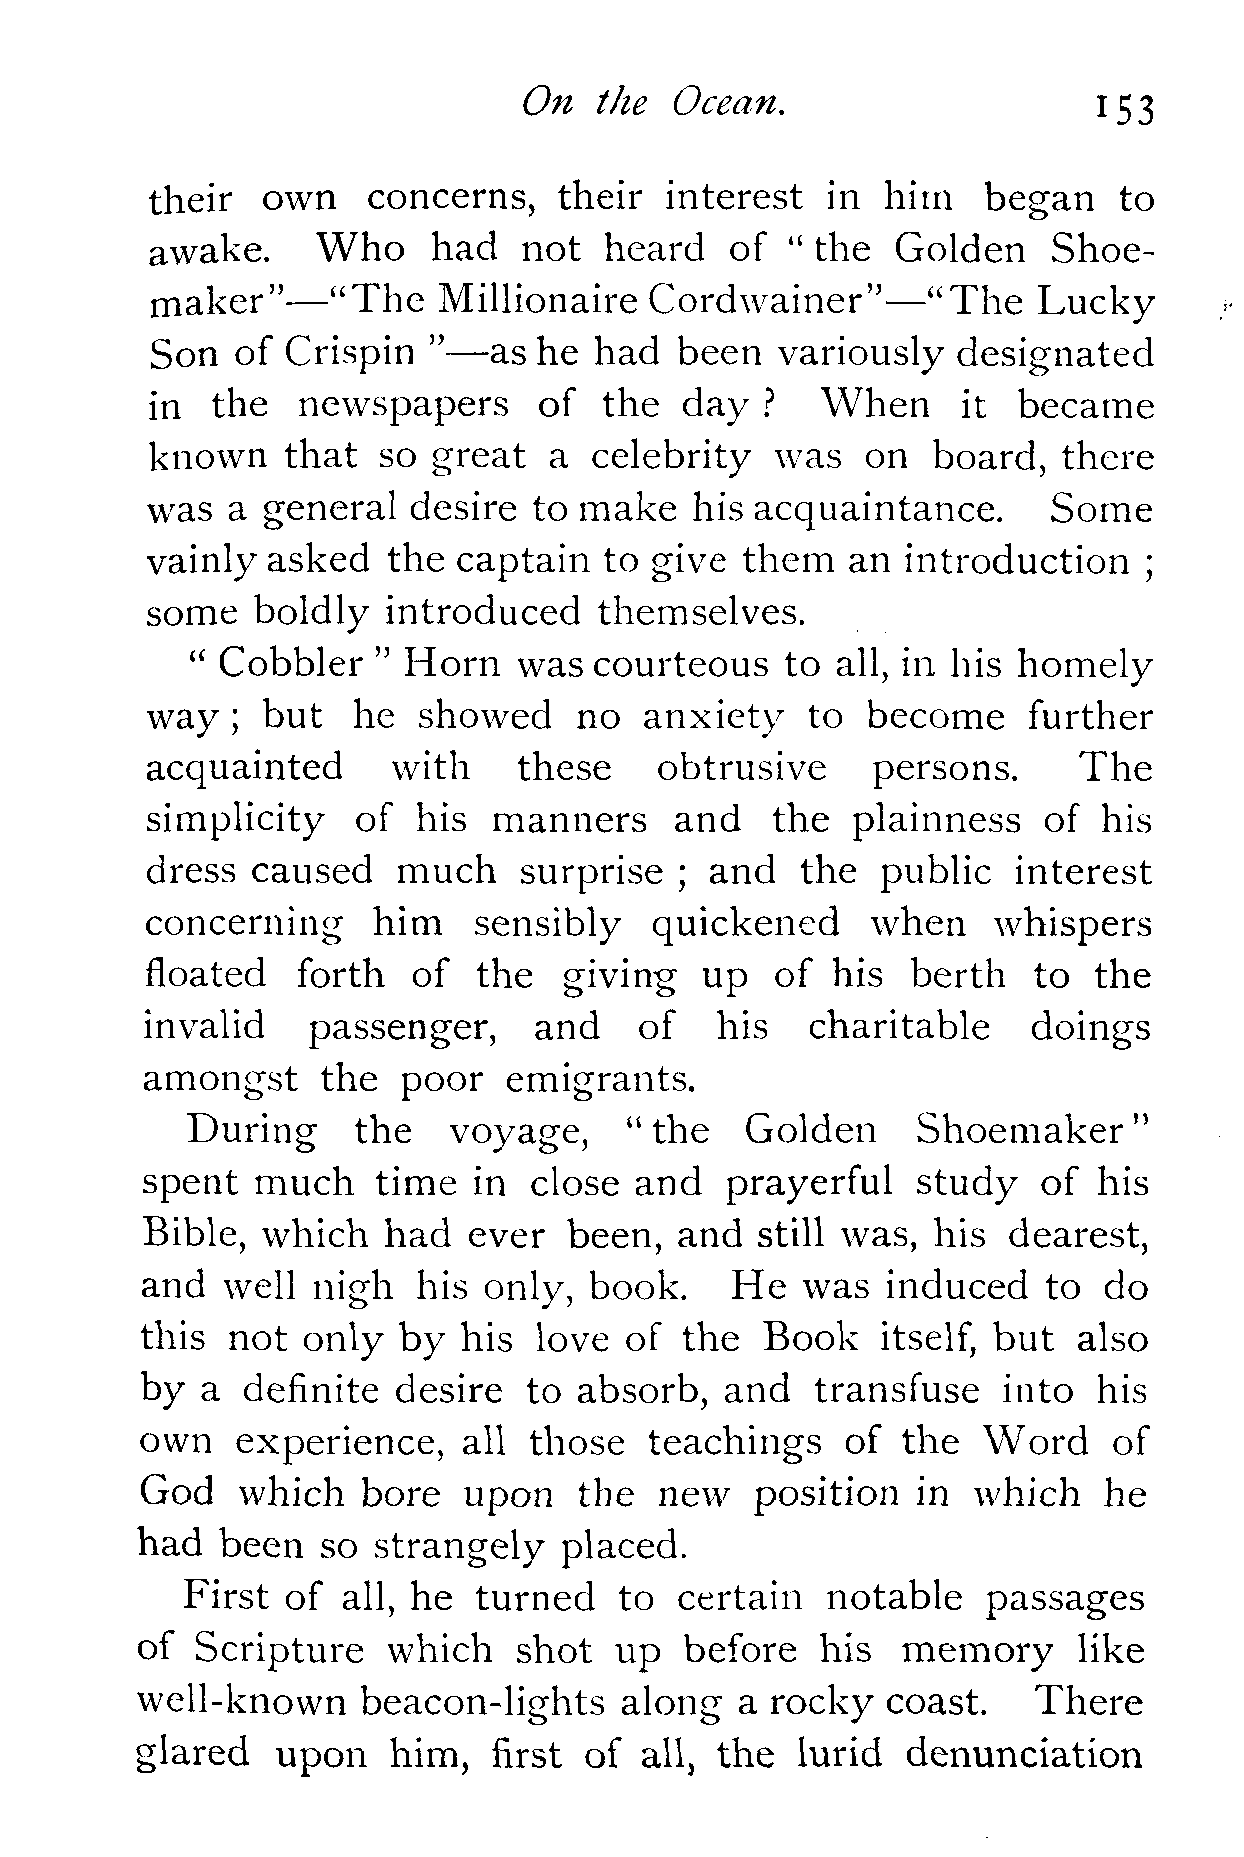 On the Ocean. 153
their own concerns, their interest in him began to
awake. Who had not heard of “ the Golden Shoe-
maker”—“The Millionaire Cordwainer”—“The Lucky
Son of Crispin ”—as he had been variously designated
in the newspapers of the day ? When it became
known that so great a celebrity was on board, there
was a general desire to make his acquaintance. Some
vainly asked the captain to give them an introduction ;
some boldly introduced themselves.
“ Cobbler ” Horn was courteous to all, in his homely
way ; but he showed no anxiety to become further
acquainted with these obtrusive persons. The
simplicity of his manners and the plainness of his
dress caused much surprise ; and the public interest
concerning him sensibly quickened when whispers
floated forth of the giving up of his berth to the
invalid passenger, and of his charitable doings
amongst the poor emigrants.
During the voyage, “ the Golden Shoemaker ”
spent much time in close and prayerful study of his
Bible, which had ever been, and still was, his dearest,
and well nigh his only, book. He was induced to do
this not only by his love of the Book itself, but also
by a definite desire to absorb, and transfuse into his
own experience, all those teachings of the Word of
God which bore upon the new position in which he
had been so strangely placed.
First of all, he turned to certain notable passages
of Scripture which shot up before his memory like
well-known beacon-lights along a rocky coast. There
glared upon him, first of all, the lurid denunciation